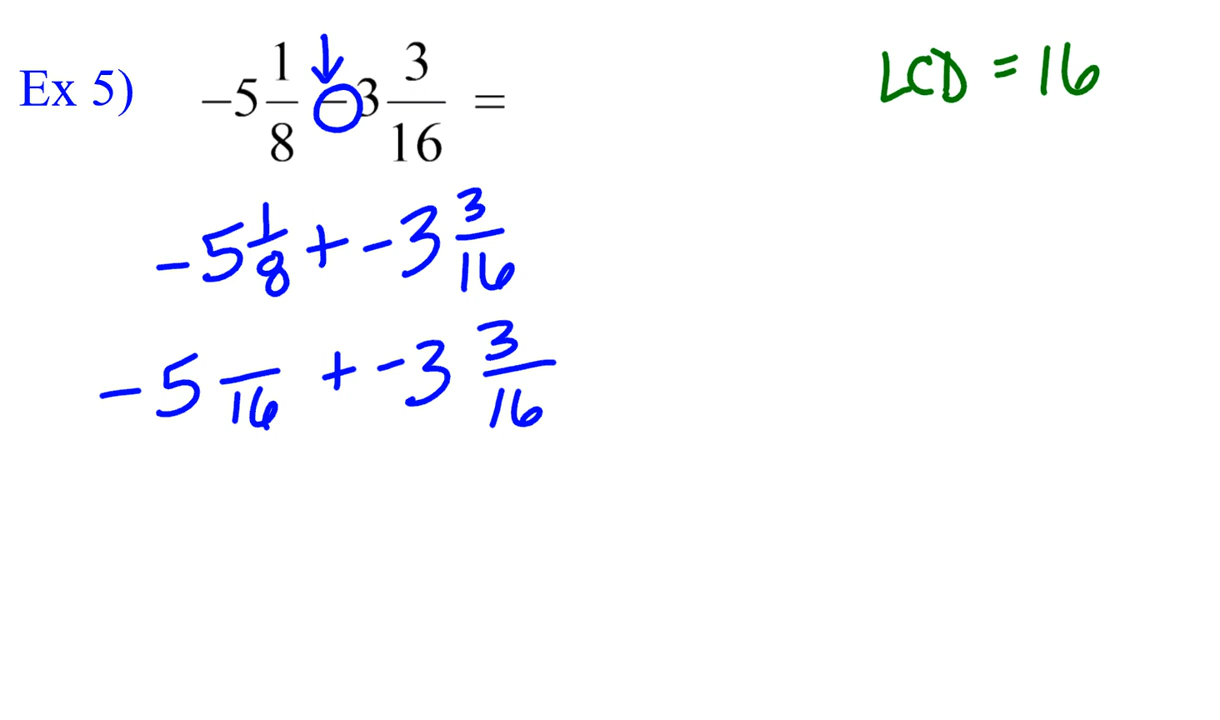 Ex 5) −5 1/8 − 3 3/16 =
LCD = 16
-5 1/8 + -3 3/16
-5 /16 + -3 3/16